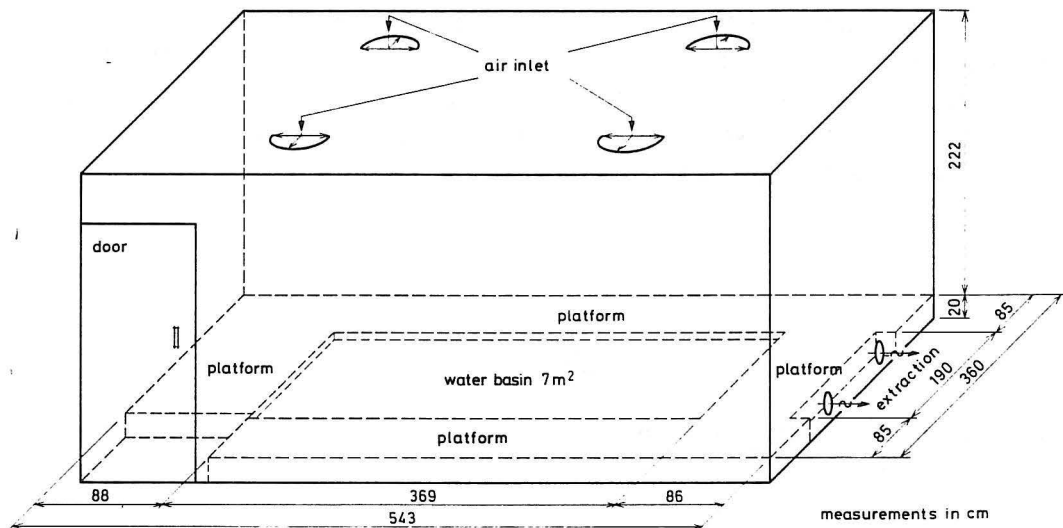 air inlet
222
door
platform
20
85
platform
water basin 7m²
platform
extraction
190
360
platform
85
88
369
86
543
measurements in cm